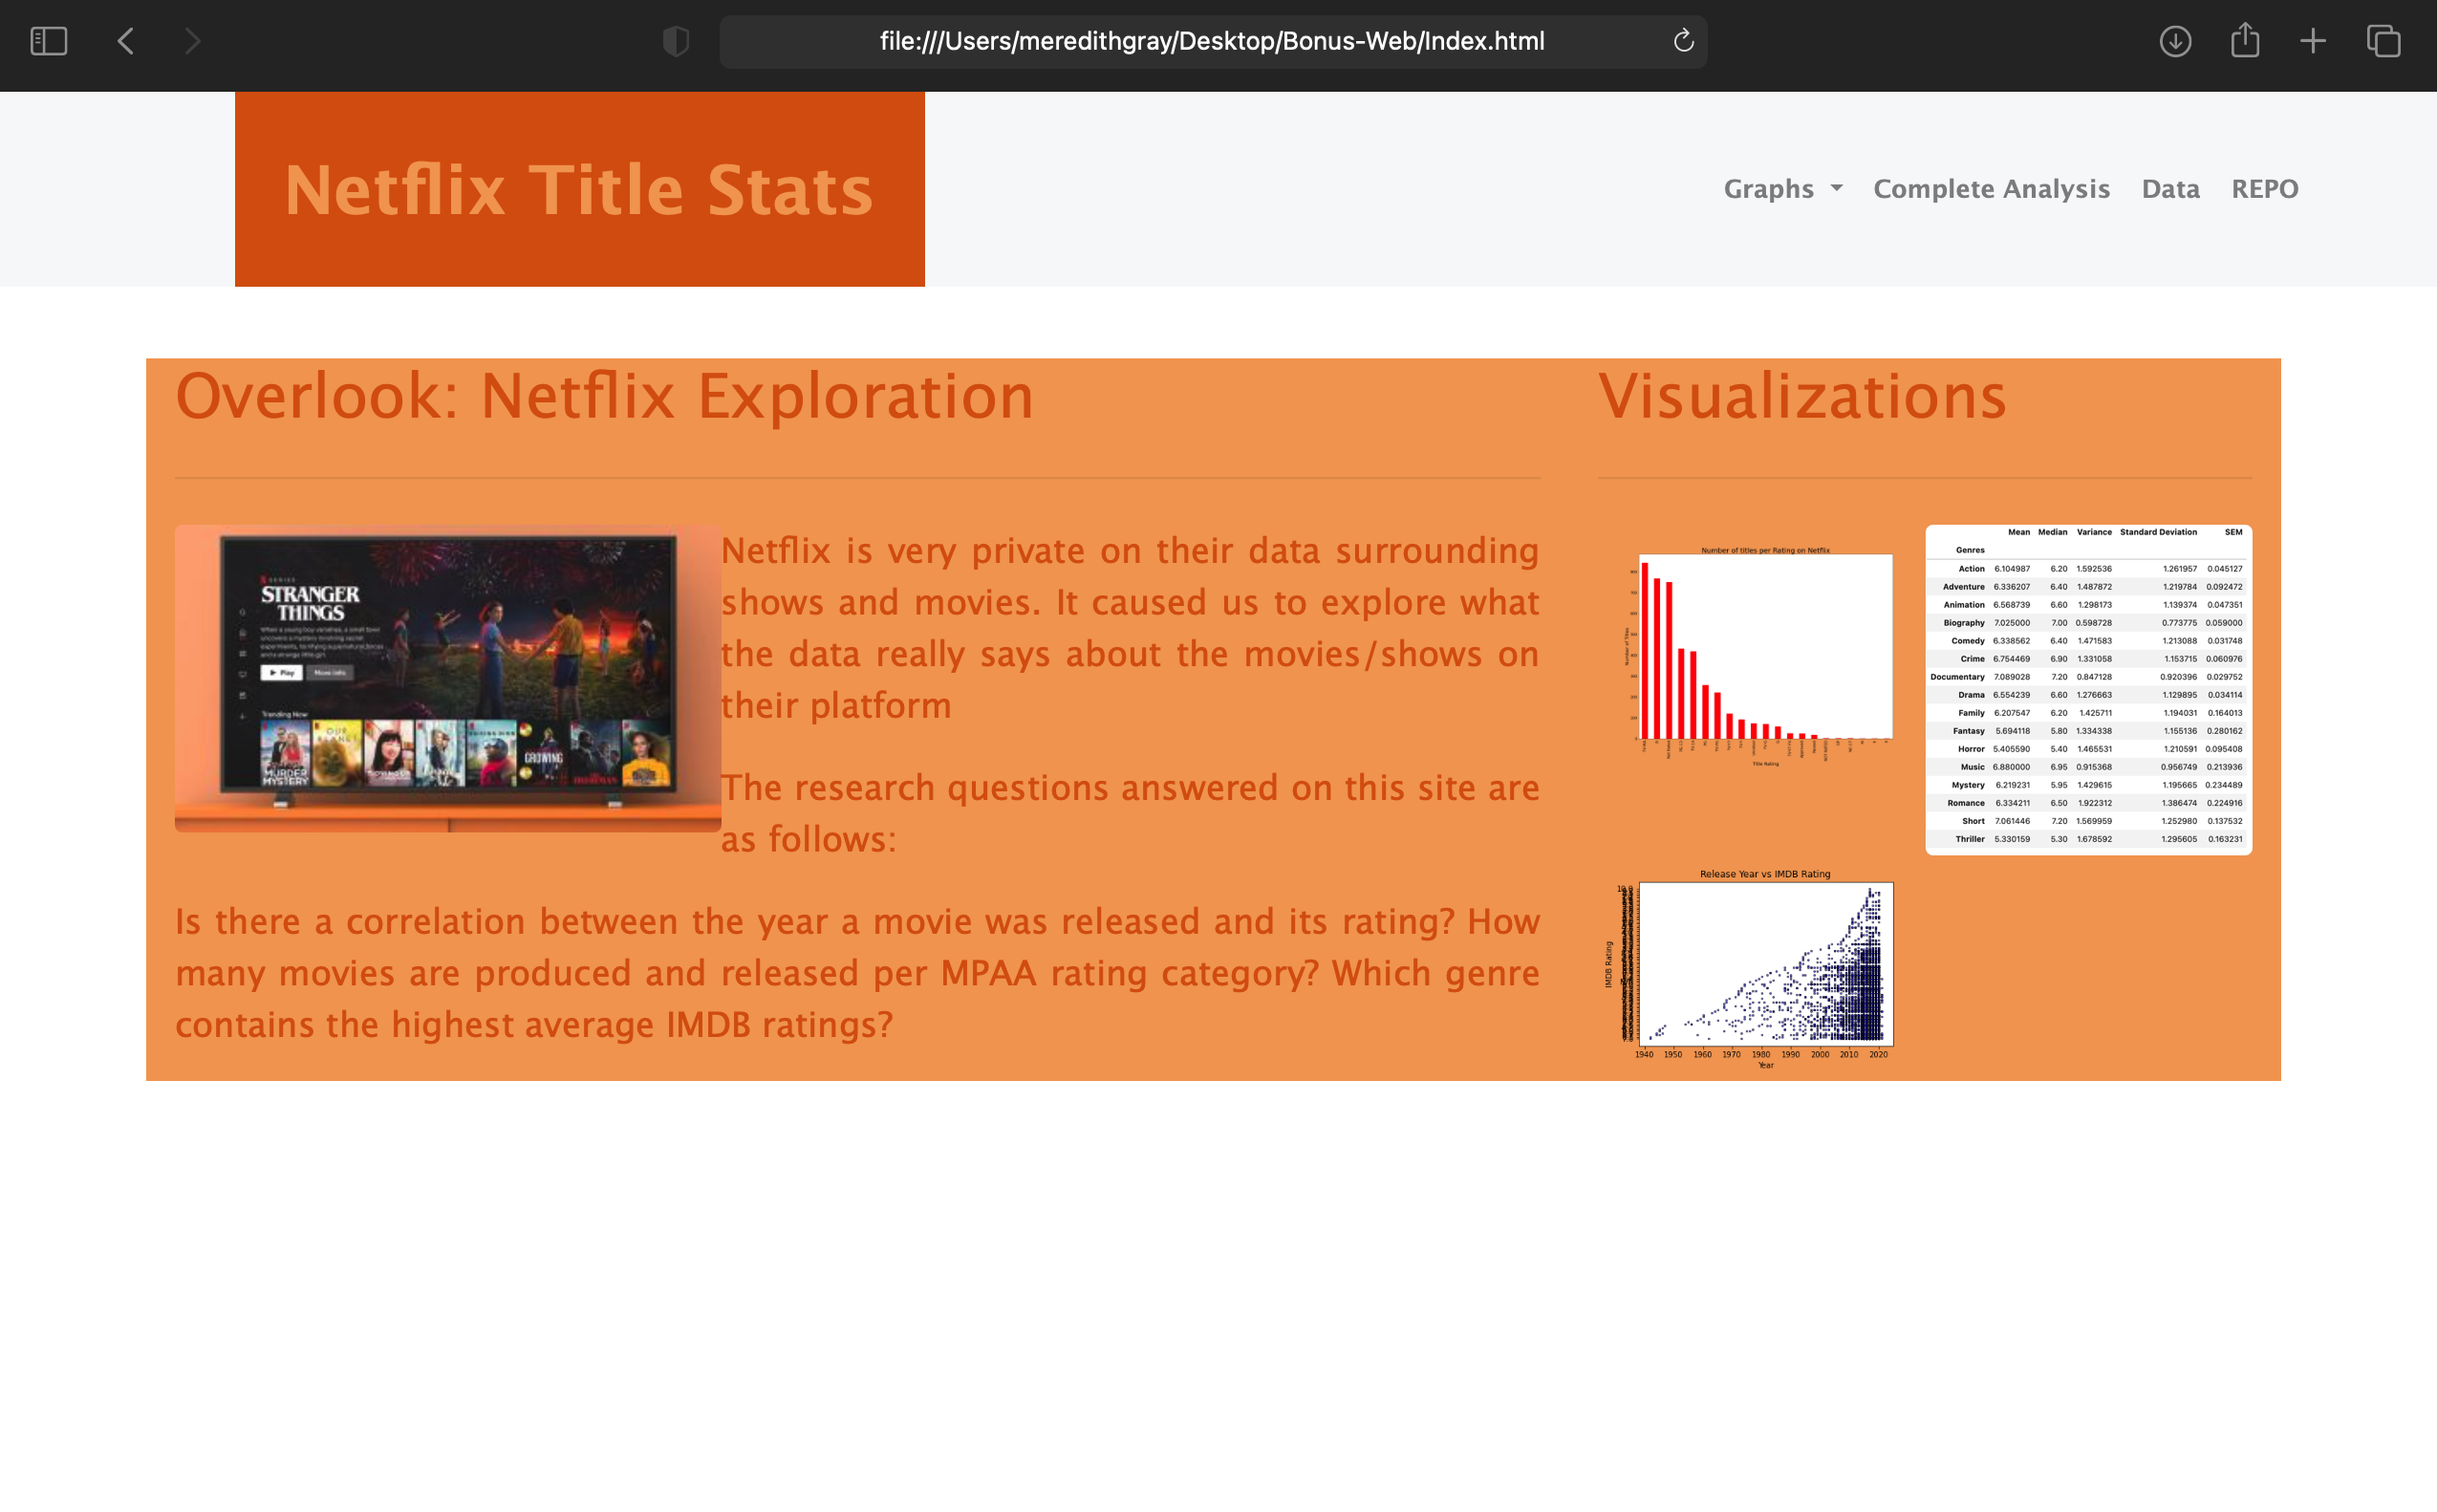 file:///Users/meredithgray/Desktop/Bonus-Web/Index.html
Netflix Title Stats
Graphs Complete Analysis Data REPO
Overlook: Netflix Exploration
Visualizations
SERIES
STRANGER
THINGS
Play More Info
Trending Now
MURDER
MYSTERY
OUR
PLANET
GROWING
Netflix is very private on their data surrounding
shows and movies. It caused us to explore what
the data really says about the movies/shows on
their platform
The research questions answered on this site are
as follows:
Is there a correlation between the year a movie was released and its rating? How
many movies are produced and released per MPAA rating category? Which genre
contains the highest average IMDB ratings?
Number of titles per Rating on Netflix
Number of Titles
Title Rating
Mean Median Variance Standard Deviation SEM
Genres
Action 6.104987 6.20 1.592536 1.261957 0.045127
Adventure 6.336207 6.40 1.487872 1.219784 0.092472
Animation 6.568739 6.60 1.298173 1.139374 0.047351
Biography 7.025000 7.00 0.598728 0.773775 0.059000
Comedy 6.338562 6.40 1.471583 1.213088 0.031748
Crime 6.754469 6.90 1.331058 1.153715 0.060976
Documentary 7.089028 7.20 0.847128 0.920396 0.029752
Drama 6.554239 6.60 1.276663 1.129895 0.034114
Family 6.207547 6.20 1.425711 1.194031 0.164013
Fantasy 5.694118 5.80 1.334338 1.155136 0.280162
Horror 5.405590 5.40 1.465531 1.210591 0.095408
Music 6.880000 6.95 0.915368 0.956749 0.213936
Mystery 6.219231 5.95 1.429615 1.195665 0.234489
Romance 6.334211 6.50 1.922312 1.386474 0.224916
Short 7.061446 7.20 1.569959 1.252980 0.137532
Thriller 5.330159 5.30 1.678592 1.295605 0.163231
Release Year vs IMDB Rating
IMDB Rating
1940 1950 1960 1970 1980 1990 2000 2010 2020
Year